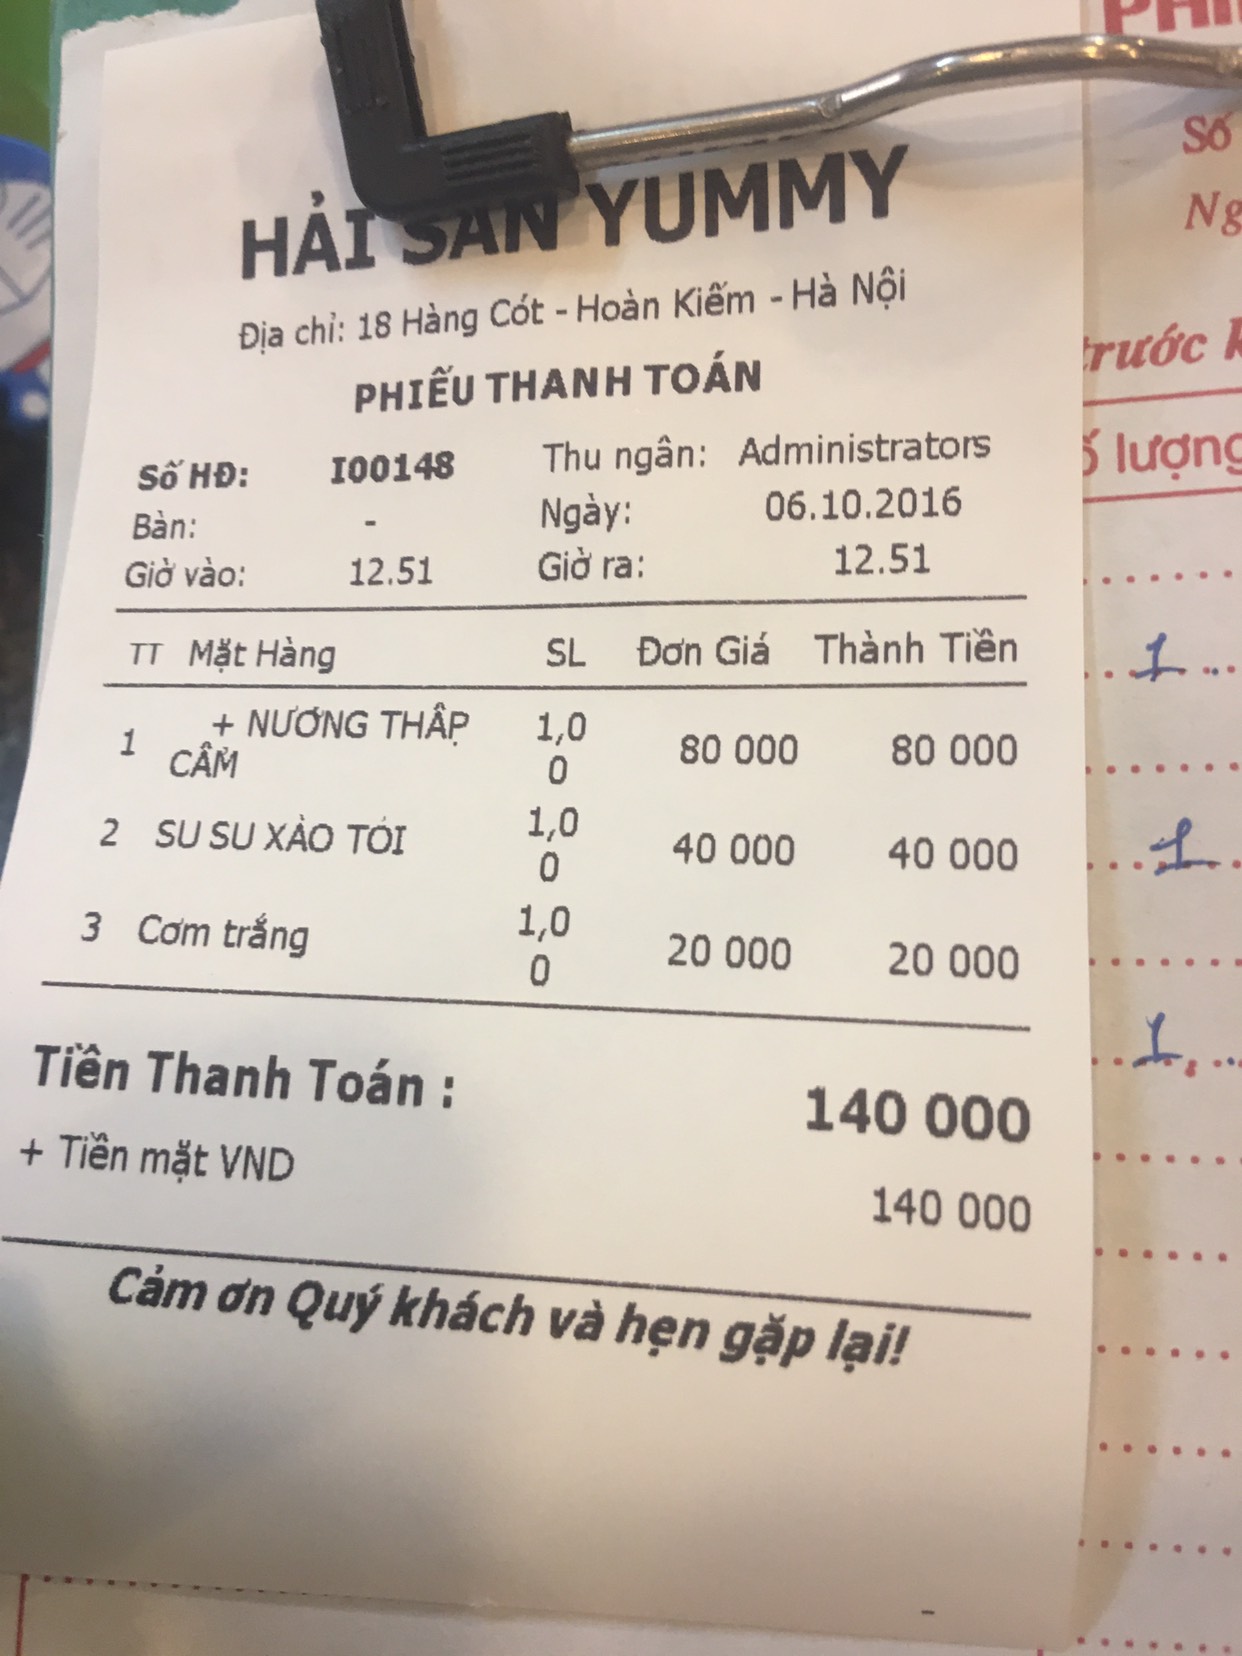 HẢI SẢN YUMMY
Địa chỉ: 18 Hàng Cót - Hoàn Kiếm - Hà Nội
PHIẾU THANH TOÁN
Số HĐ: I00148 Thu ngân: Administrators
Bàn: - Ngày: 06.10.2016
Giờ vào: 12.51 Giờ ra: 12.51
TT Mặt Hàng SL Đơn Giá Thành Tiền
1 + NƯỚNG THẬP CẨM 1,00 80 000 80 000
2 SU SU XÀO TỎI 1,00 40 000 40 000
3 Cơm trắng 1,00 20 000 20 000
Tiền Thanh Toán : 140 000
+ Tiền mặt VND 140 000
Cảm ơn Quý khách và hẹn gặp lại!
Số
trước
lượng
1
1
1